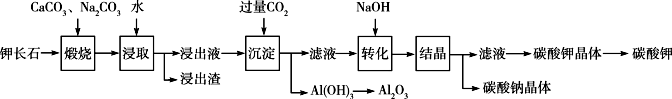 CaCO₃、Na₂CO₃ 水 过量CO₂ NaOH
钾长石 煅烧 浸取 浸出液 沉淀 滤液 转化 结晶 滤液 碳酸钾晶体 碳酸钾
浸出渣 Al(OH)₃ Al₂O₃ 碳酸钠晶体